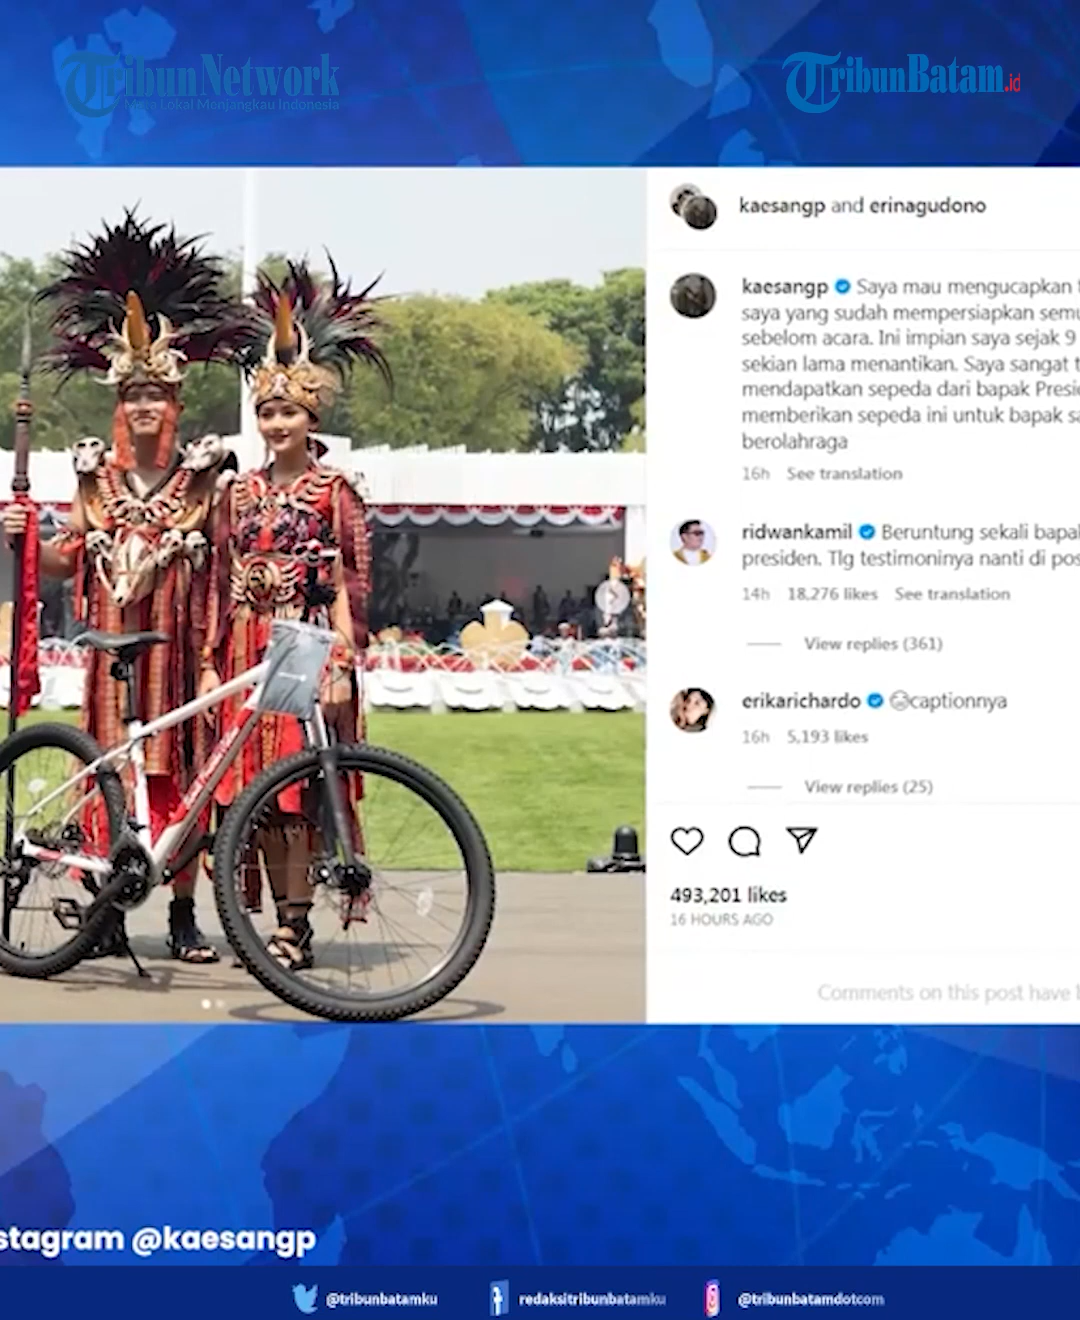 TribunNetwork
Mata Lokal Menjangkau Indonesia
TribunBatam.id
kaesangp and erinagudono
kaesangp Saya mau mengucapkan
saya yang sudah mempersiapkan semu
sebelom acara. Ini impian saya sejak 9
sekian lama menantikan. Saya sangat t
mendapatkan sepeda dari bapak Presi
memberikan sepeda ini untuk bapak sa
berolahraga
16h See translation
ridwankamil Beruntung sekali bapa
presiden. Tlg testimoninya nanti di pos
14h 18,276 likes See translation
View replies (361)
erikarichardo captionnya
16h 5,193 likes
View replies (25)
493,201 likes
16 HOURS AGO
Comments on this post have
stagram @kaesangp
@tribunbatamku
redaksitribunbatamku
@tribunbatamdotcom